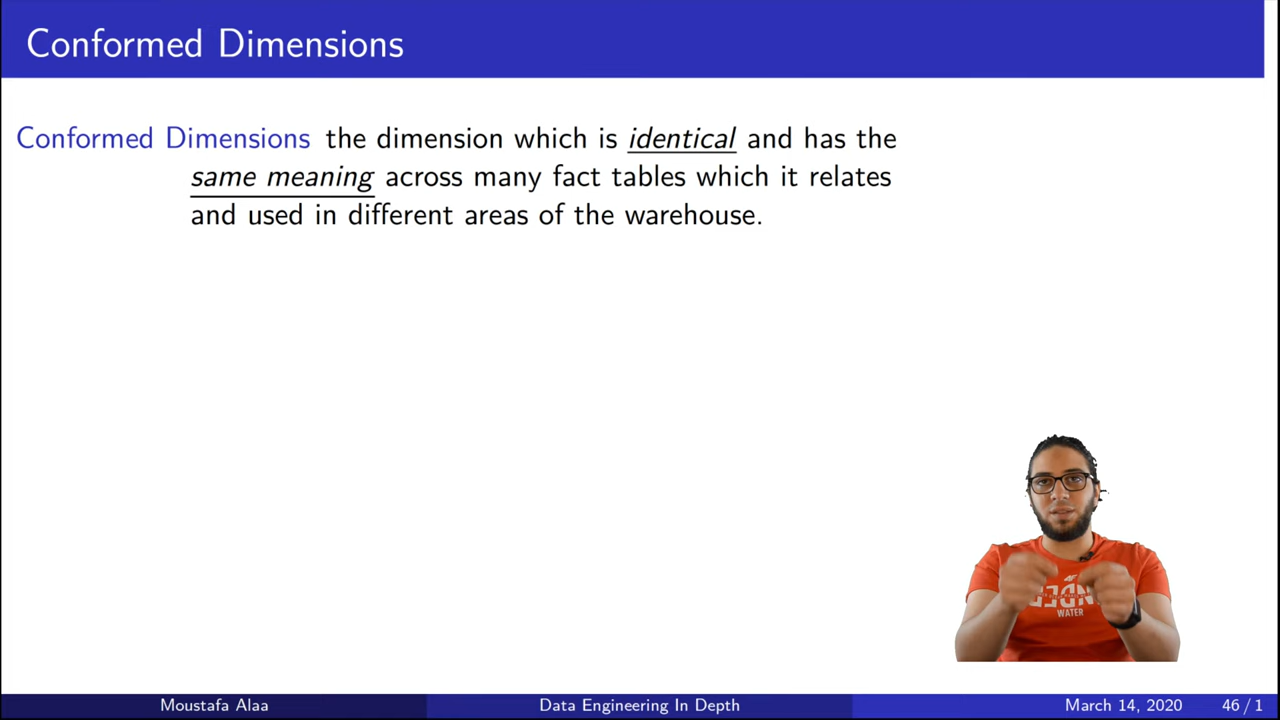 Conformed Dimensions
Conformed Dimensions the dimension which is identical and has the
same meaning across many fact tables which it relates
and used in different areas of the warehouse.
WATER
Moustafa Alaa Data Engineering In Depth March 14, 2020 46 / 1